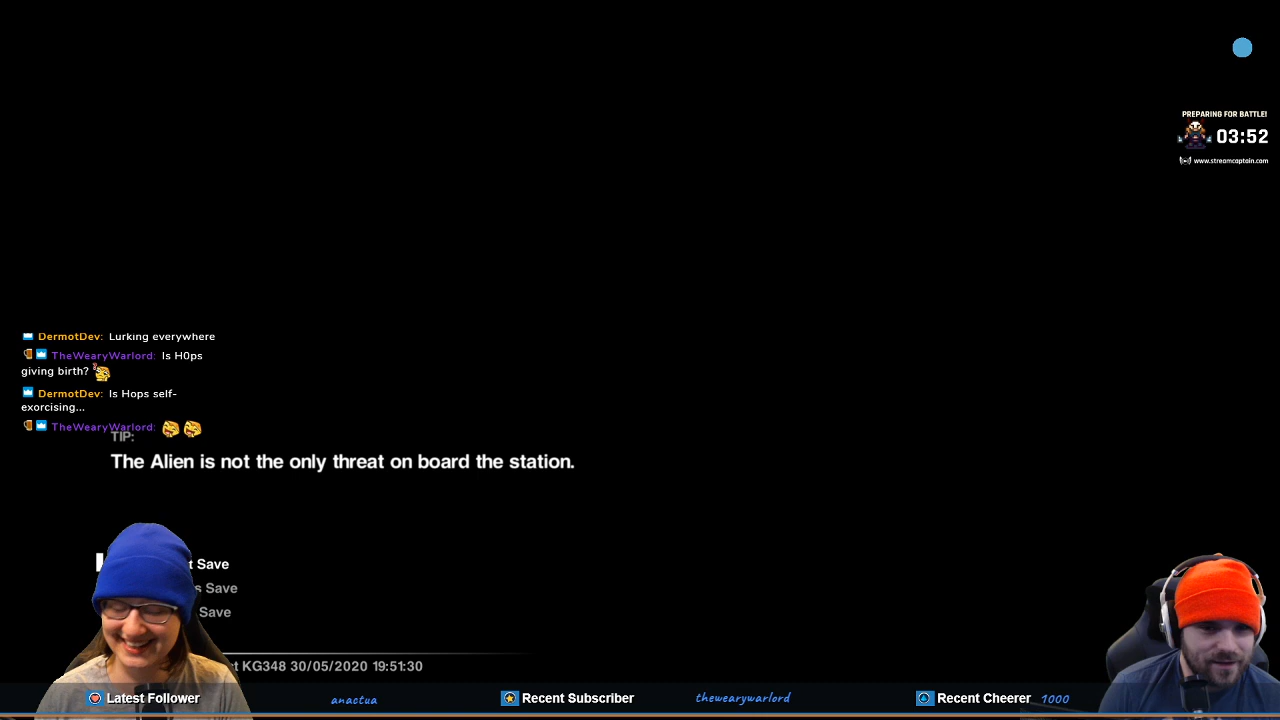 PREPARING FOR BATTLE!
03:52
www.streamcaptain.com
DermotDev: Lurking everywhere
TheWearyWarlord: Is H0ps
giving birth?
DermotDev: Is Hops self-
exorcising...
TheWearyWarlord:
TIP:
The Alien is not the only threat on board the station.
t Save
s Save
Save
t KG348 30/05/2020 19:51:30
Latest Follower anactua Recent Subscriber thewearywarlord Recent Cheerer 1000